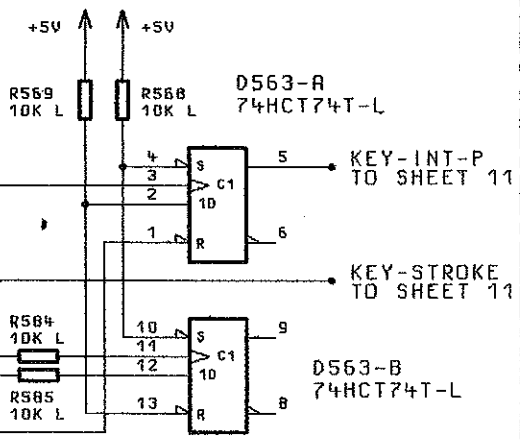 +5V
+5V
R569
10K L
R568
10K L
D563-A
74HCT74T-L
4
S
5
KEY-INT-P
TO SHEET 11
3
C1
2
1D
1
R
6
KEY-STROKE
TO SHEET 11
R584
10K L
10
S
9
11
C1
12
1D
D563-B
74HCT74T-L
R585
10K L
13
R
8